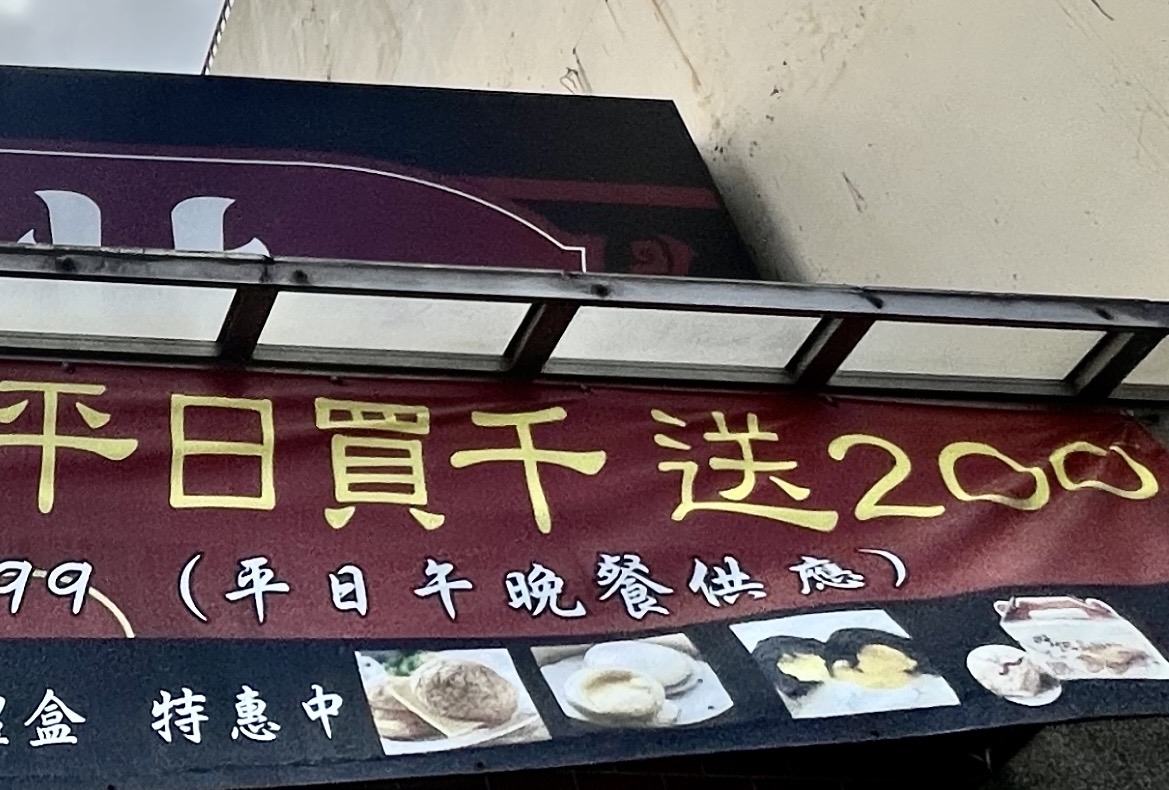 平日買千 送200
99 (平日午晚餐供應)
盒 特惠中